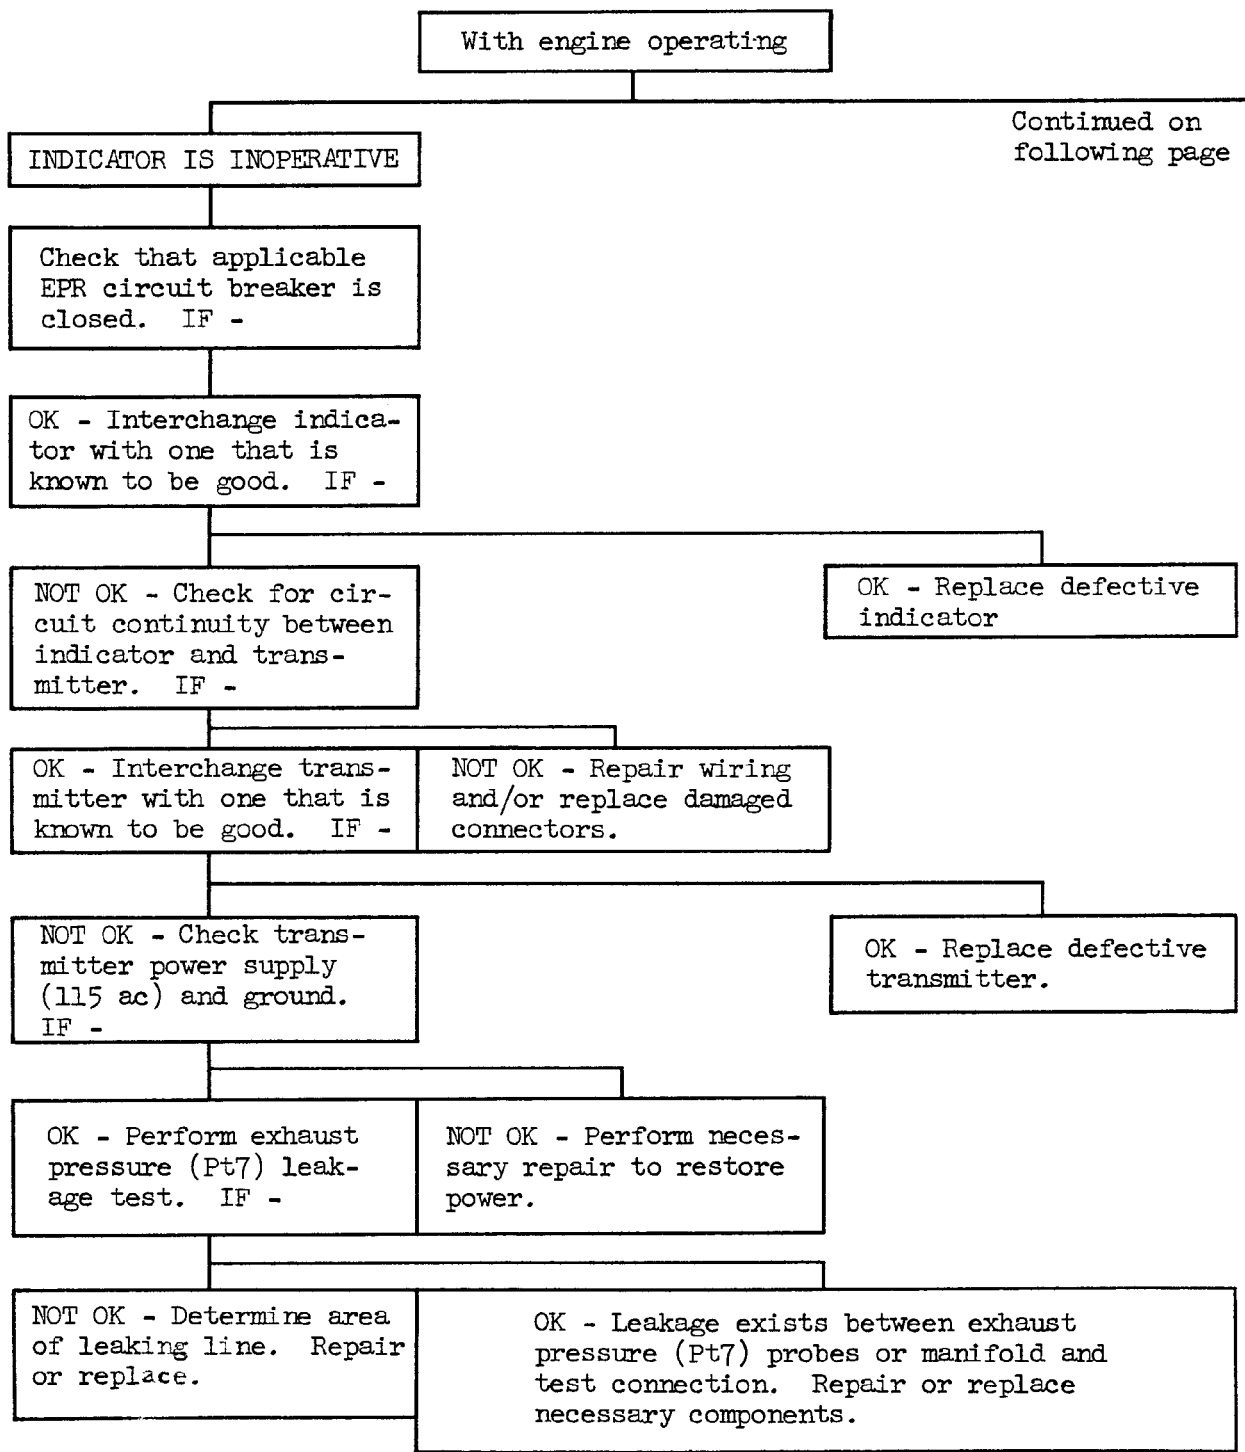 With engine operating
Continued on
following page
INDICATOR IS INOPERATIVE
Check that applicable
EPR circuit breaker is
closed. IF -
OK - Interchange indica-
tor with one that is
known to be good. IF -
NOT OK - Check for cir-
cuit continuity between
indicator and trans-
mitter. IF -
OK - Replace defective
indicator
OK - Interchange trans-
mitter with one that is
known to be good. IF -
NOT OK - Repair wiring
and/or replace damaged
connectors.
NOT OK - Check trans-
mitter power supply
(115 ac) and ground.
IF -
OK - Replace defective
transmitter.
OK - Perform exhaust
pressure (Pt7) leak-
age test. IF -
NOT OK - Perform neces-
sary repair to restore
power.
NOT OK - Determine area
of leaking line. Repair
or replace.
OK - Leakage exists between exhaust
pressure (Pt7) probes or manifold and
test connection. Repair or replace
necessary components.